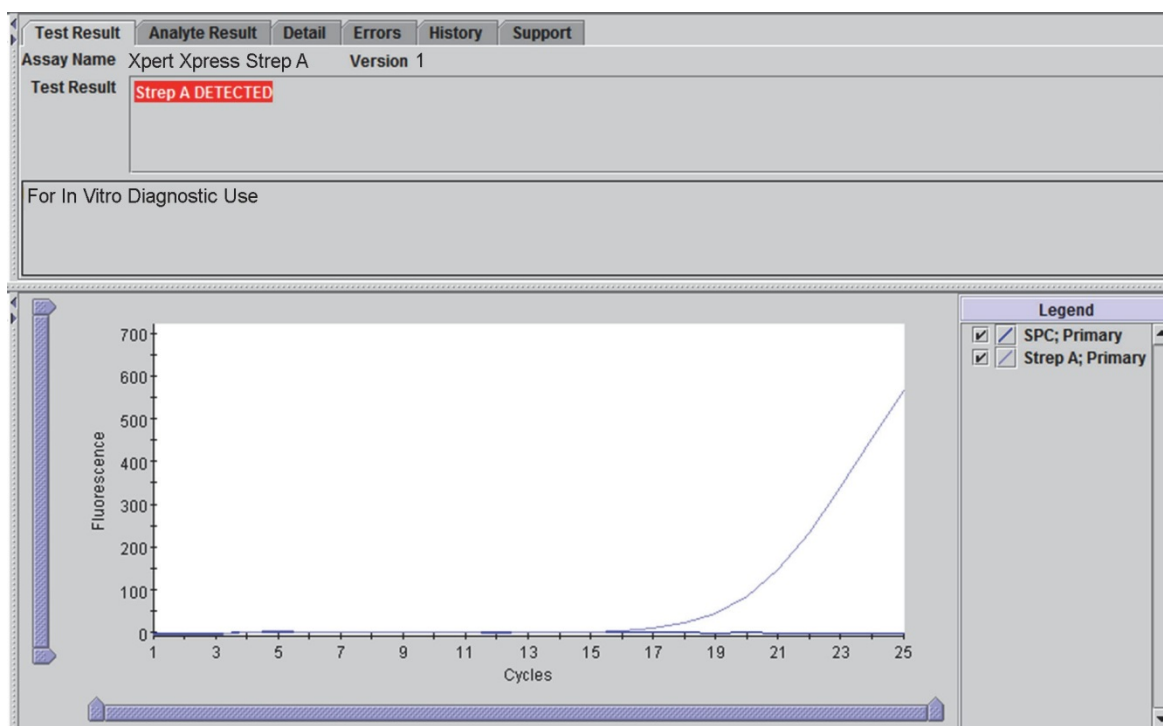 Test Result Analyte Result Detail Errors History Support
Assay Name Xpert Xpress Strep A Version 1
Test Result Strep A DETECTED
For In Vitro Diagnostic Use
Legend
SPC; Primary
Strep A; Primary
700
600
500
400
300
200
100
0
Fluorescence
1 3 5 7 9 11 13 15 17 19 21 23 25
Cycles